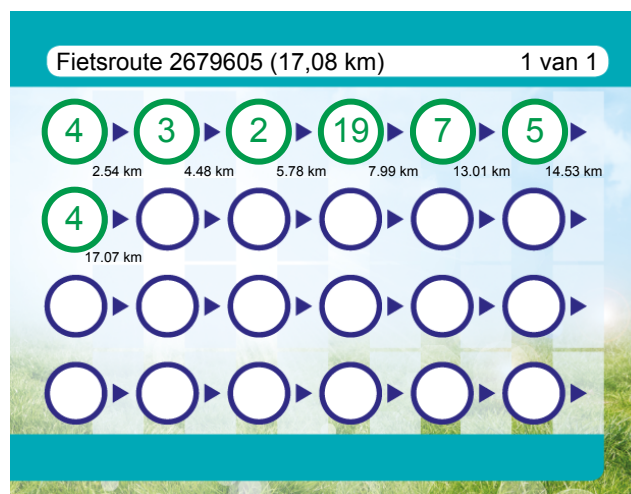 Fietsroute 2679605 (17,08 km) 1 van 1
4 3 2 19 7 5
2.54 km 4.48 km 5.78 km 7.99 km 13.01 km 14.53 km
4
17.07 km